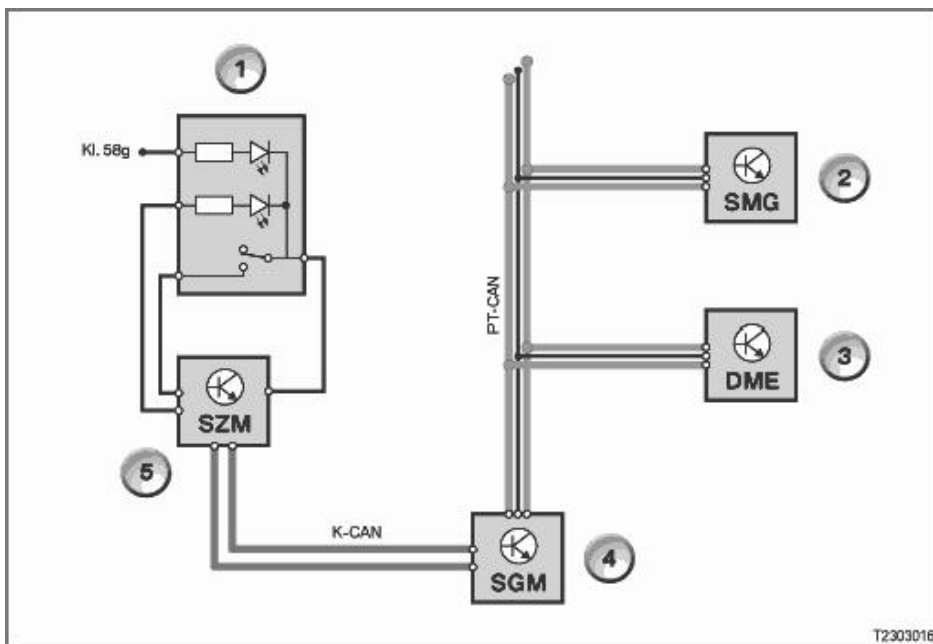 1
Kl. 58g
SMG
2
PT-CAN
DME
3
SZM
5
K-CAN
SGM
4
T2303016